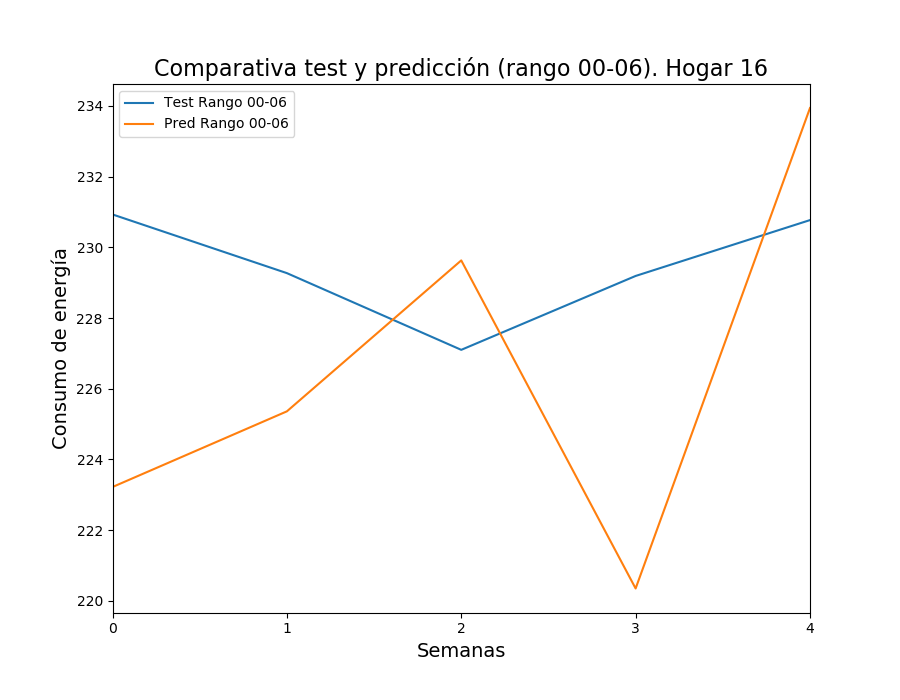 Comparativa test y predicción (rango 00-06). Hogar 16
Test Rango 00-06
Pred Rango 00-06
Consumo de energía
234
232
230
228
226
224
222
220
0 1 2 3 4
Semanas